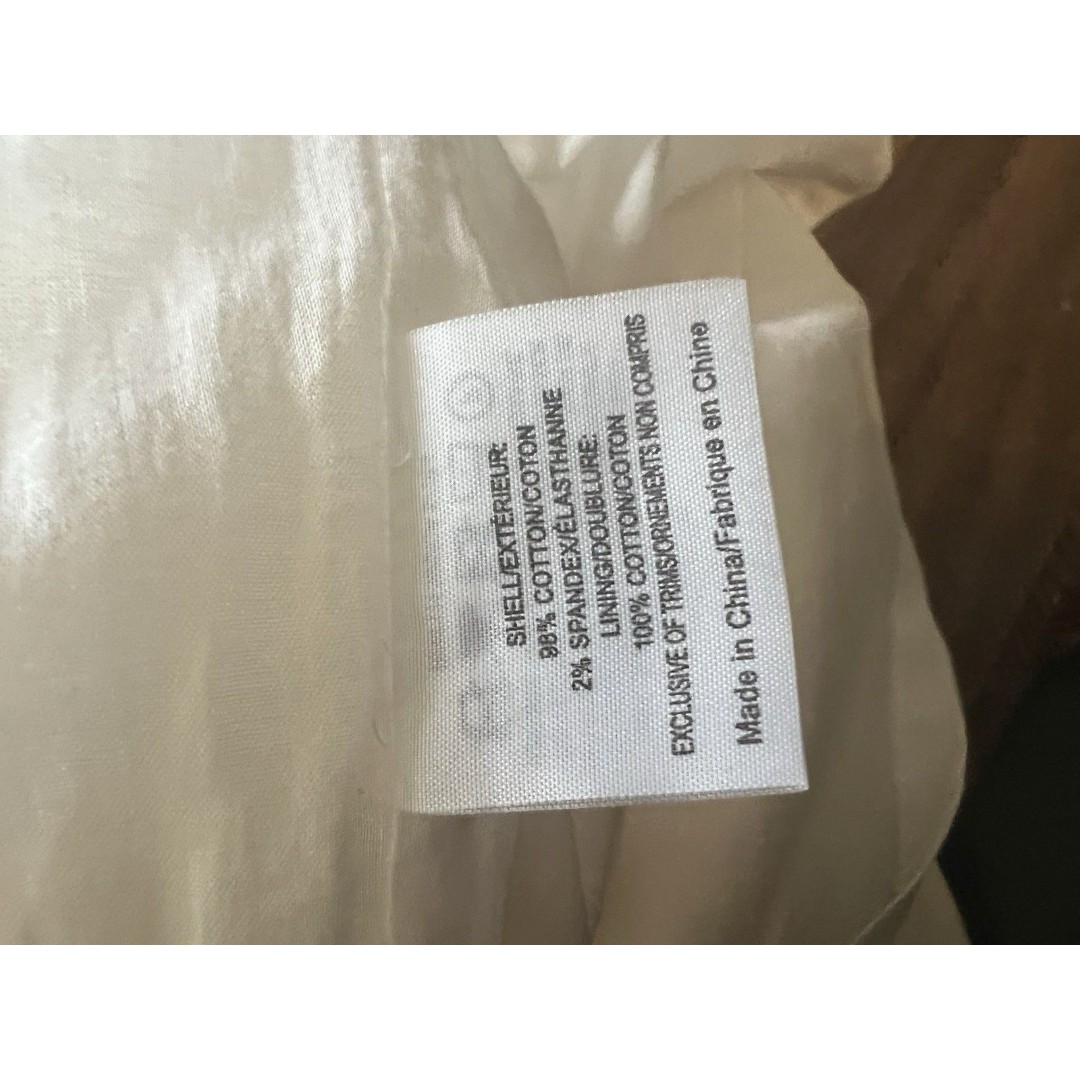 SHELL/EXTÉRIEUR:
98% COTTON/COTON
2% SPANDEX/ÉLASTHANNE
LINING/DOUBLURE:
100% COTTON/COTON
EXCLUSIVE OF TRIMS/ORNEMENTS NON COMPRIS
Made in China/Fabriqué en Chine